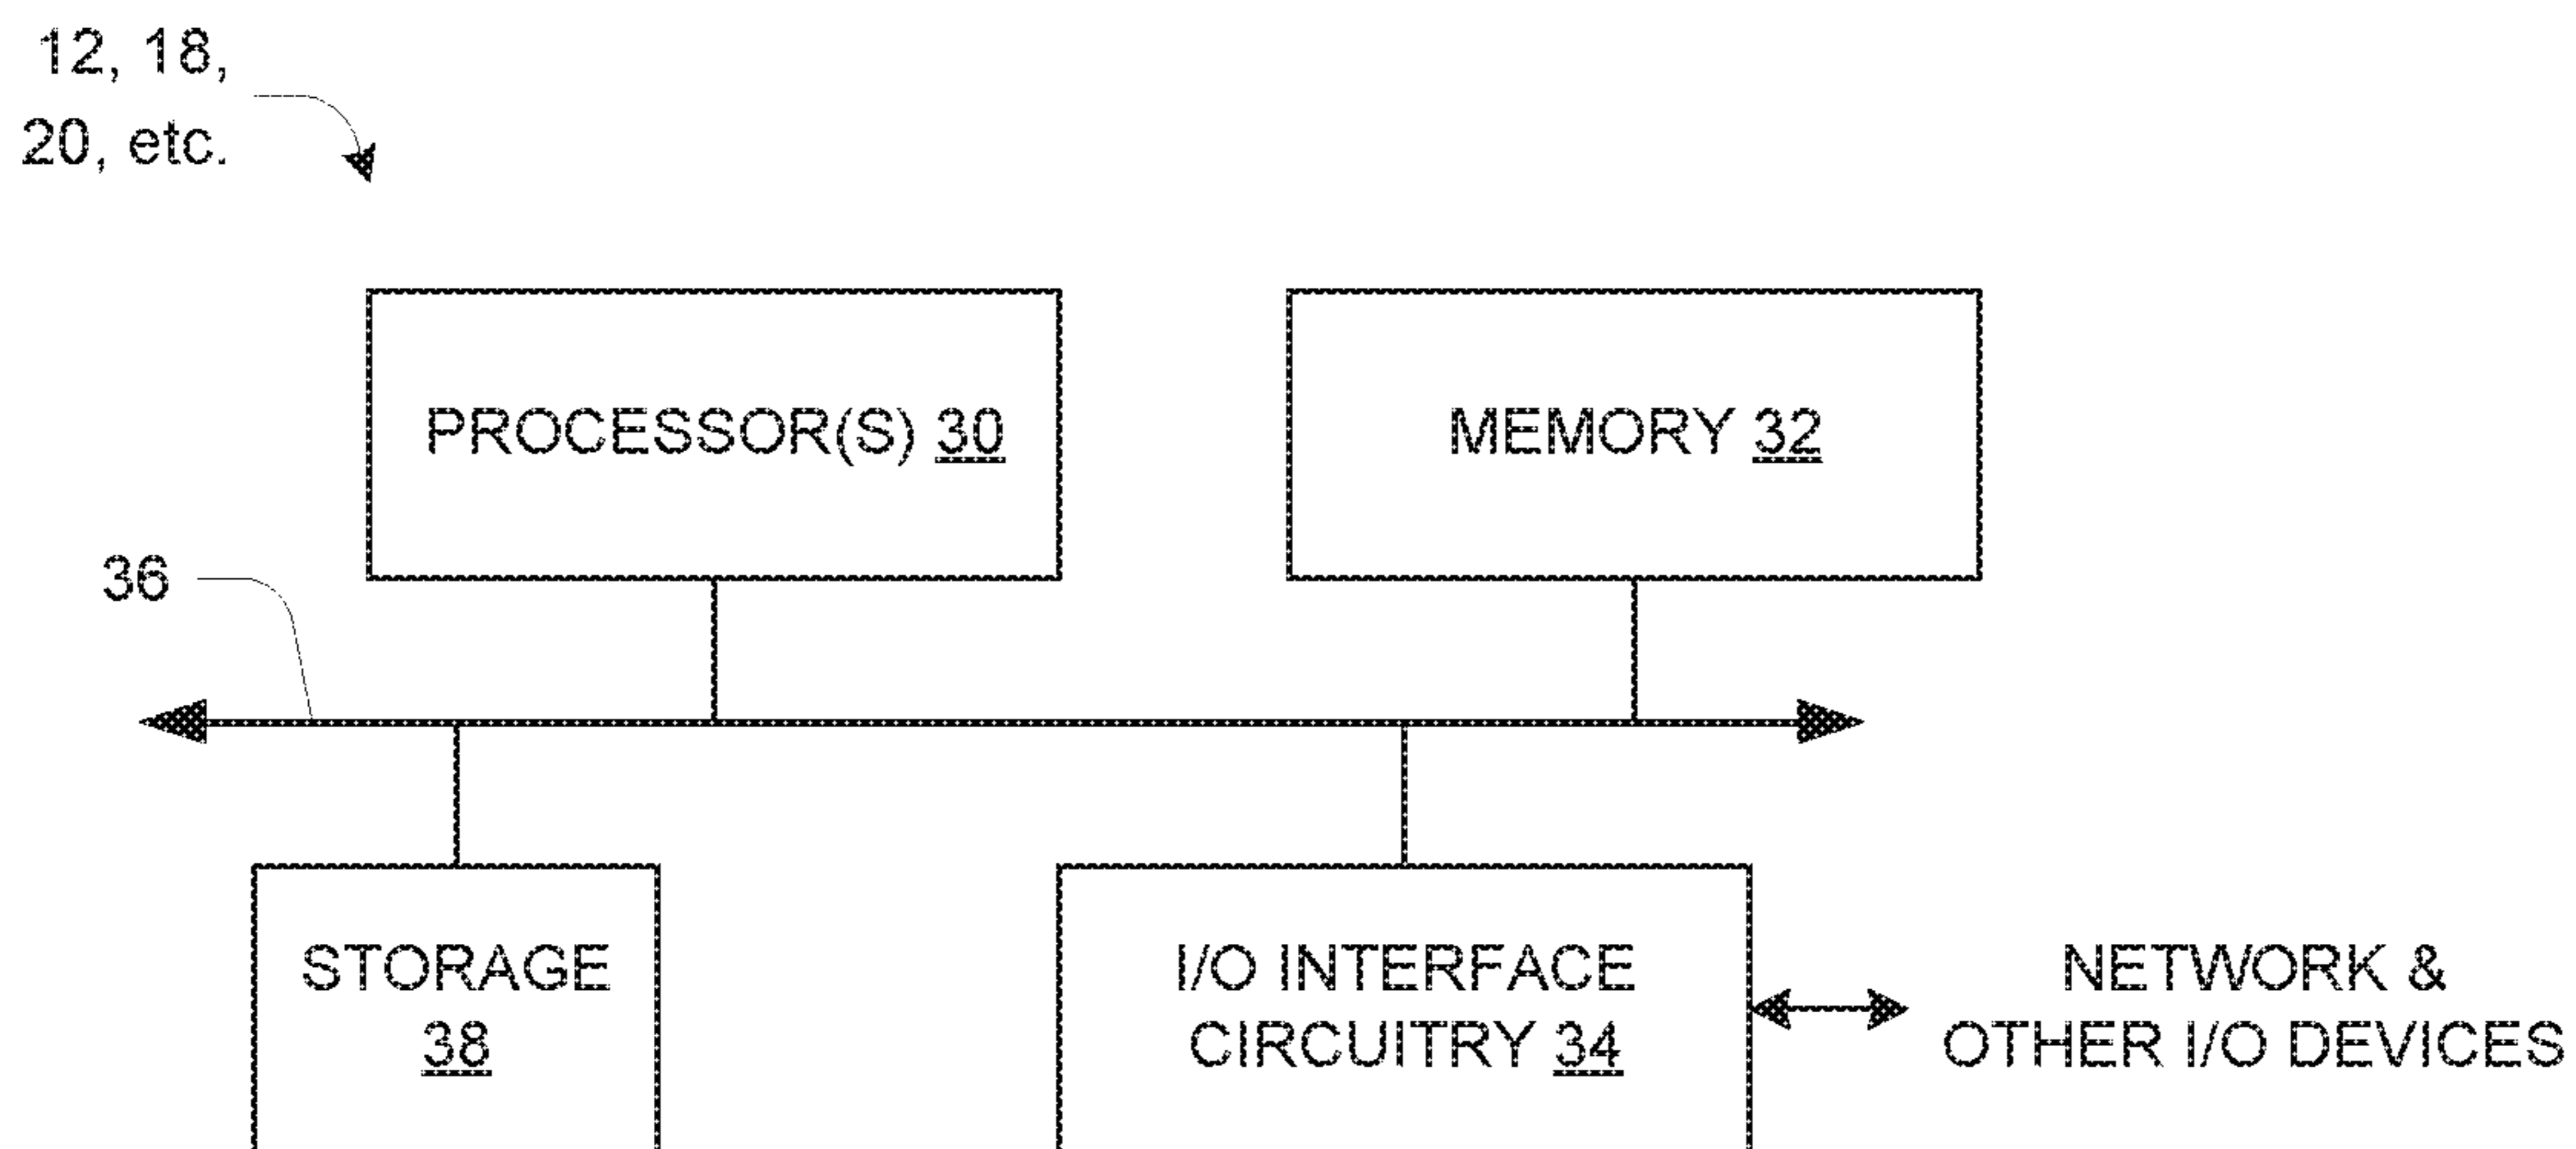 12, 18,
20, etc.
PROCESSOR(S) 30
MEMORY 32
36
STORAGE
38
I/O INTERFACE
CIRCUITRY 34
NETWORK &
OTHER I/O DEVICES